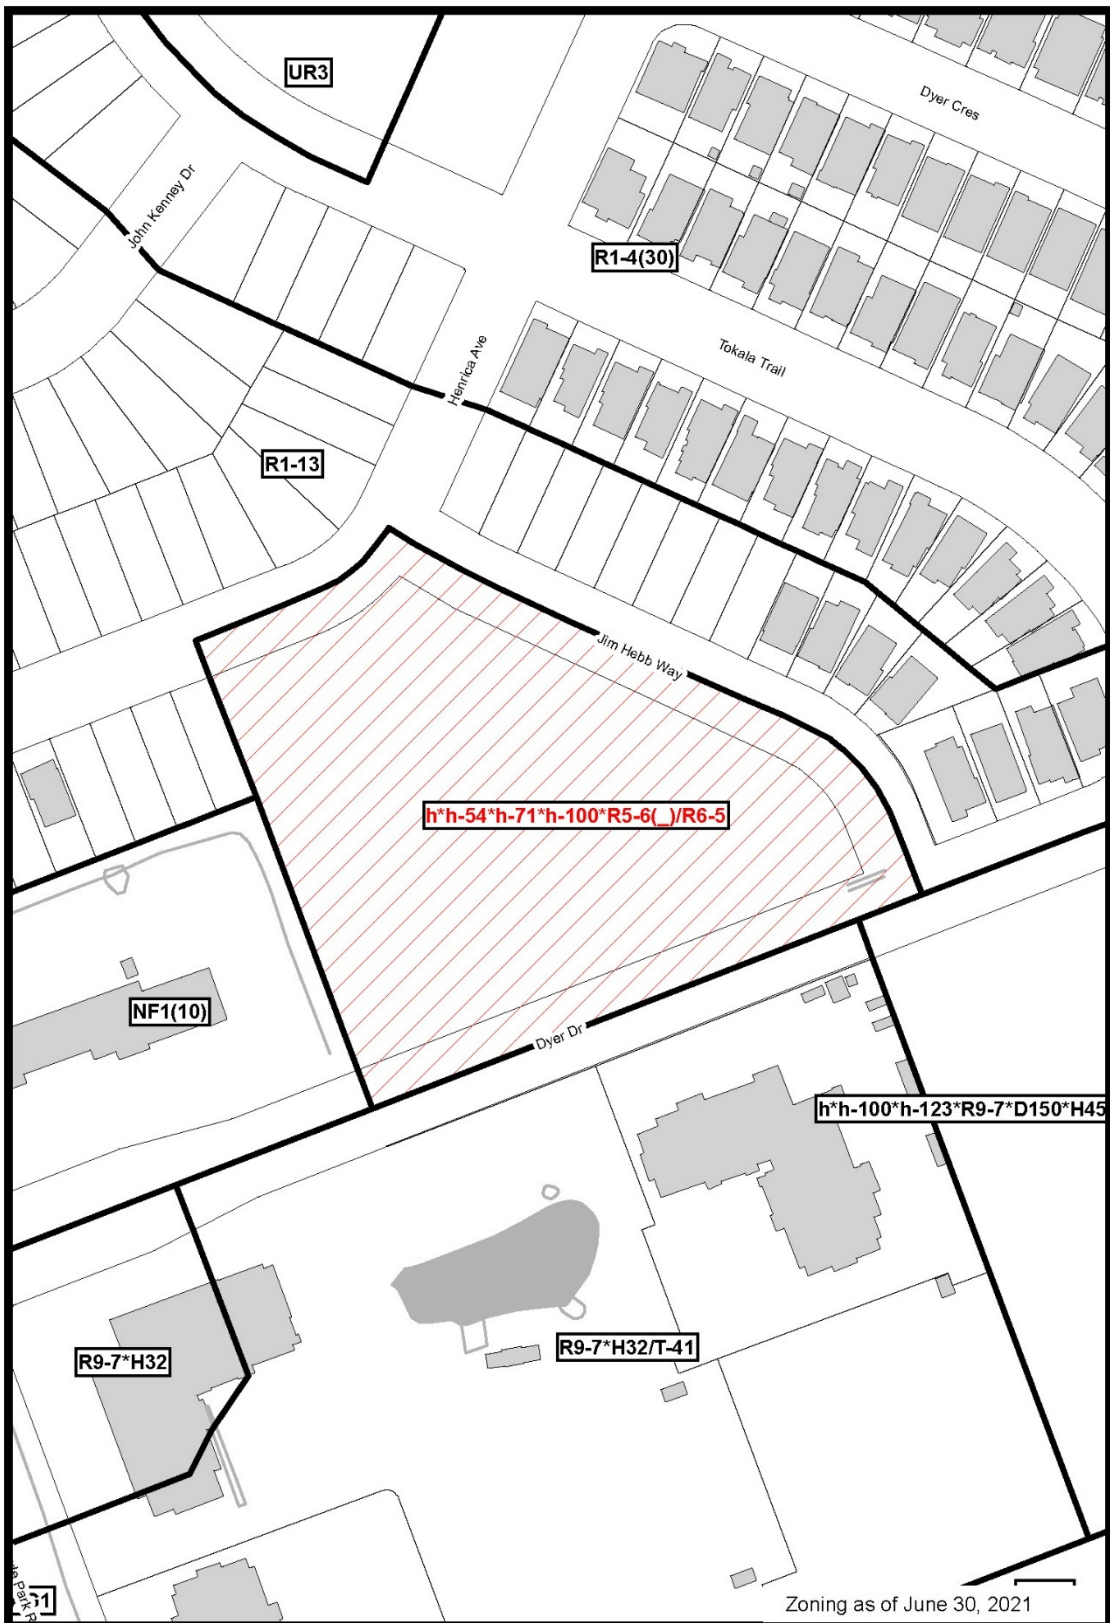 UR3
Dyer Cres
John Kenney Dr
R1-4(30)
Tokala Trail
Henrica Ave
R1-13
Jim Hebb Way
h*h-54*h-71*h-100*R5-6(_)/R6-5
NF1(10)
Dyer Dr
h*h-100*h-123*R9-7*D150*H45
R9-7*H32/T-41
R9-7*H32
Park
Zoning as of June 30, 2021